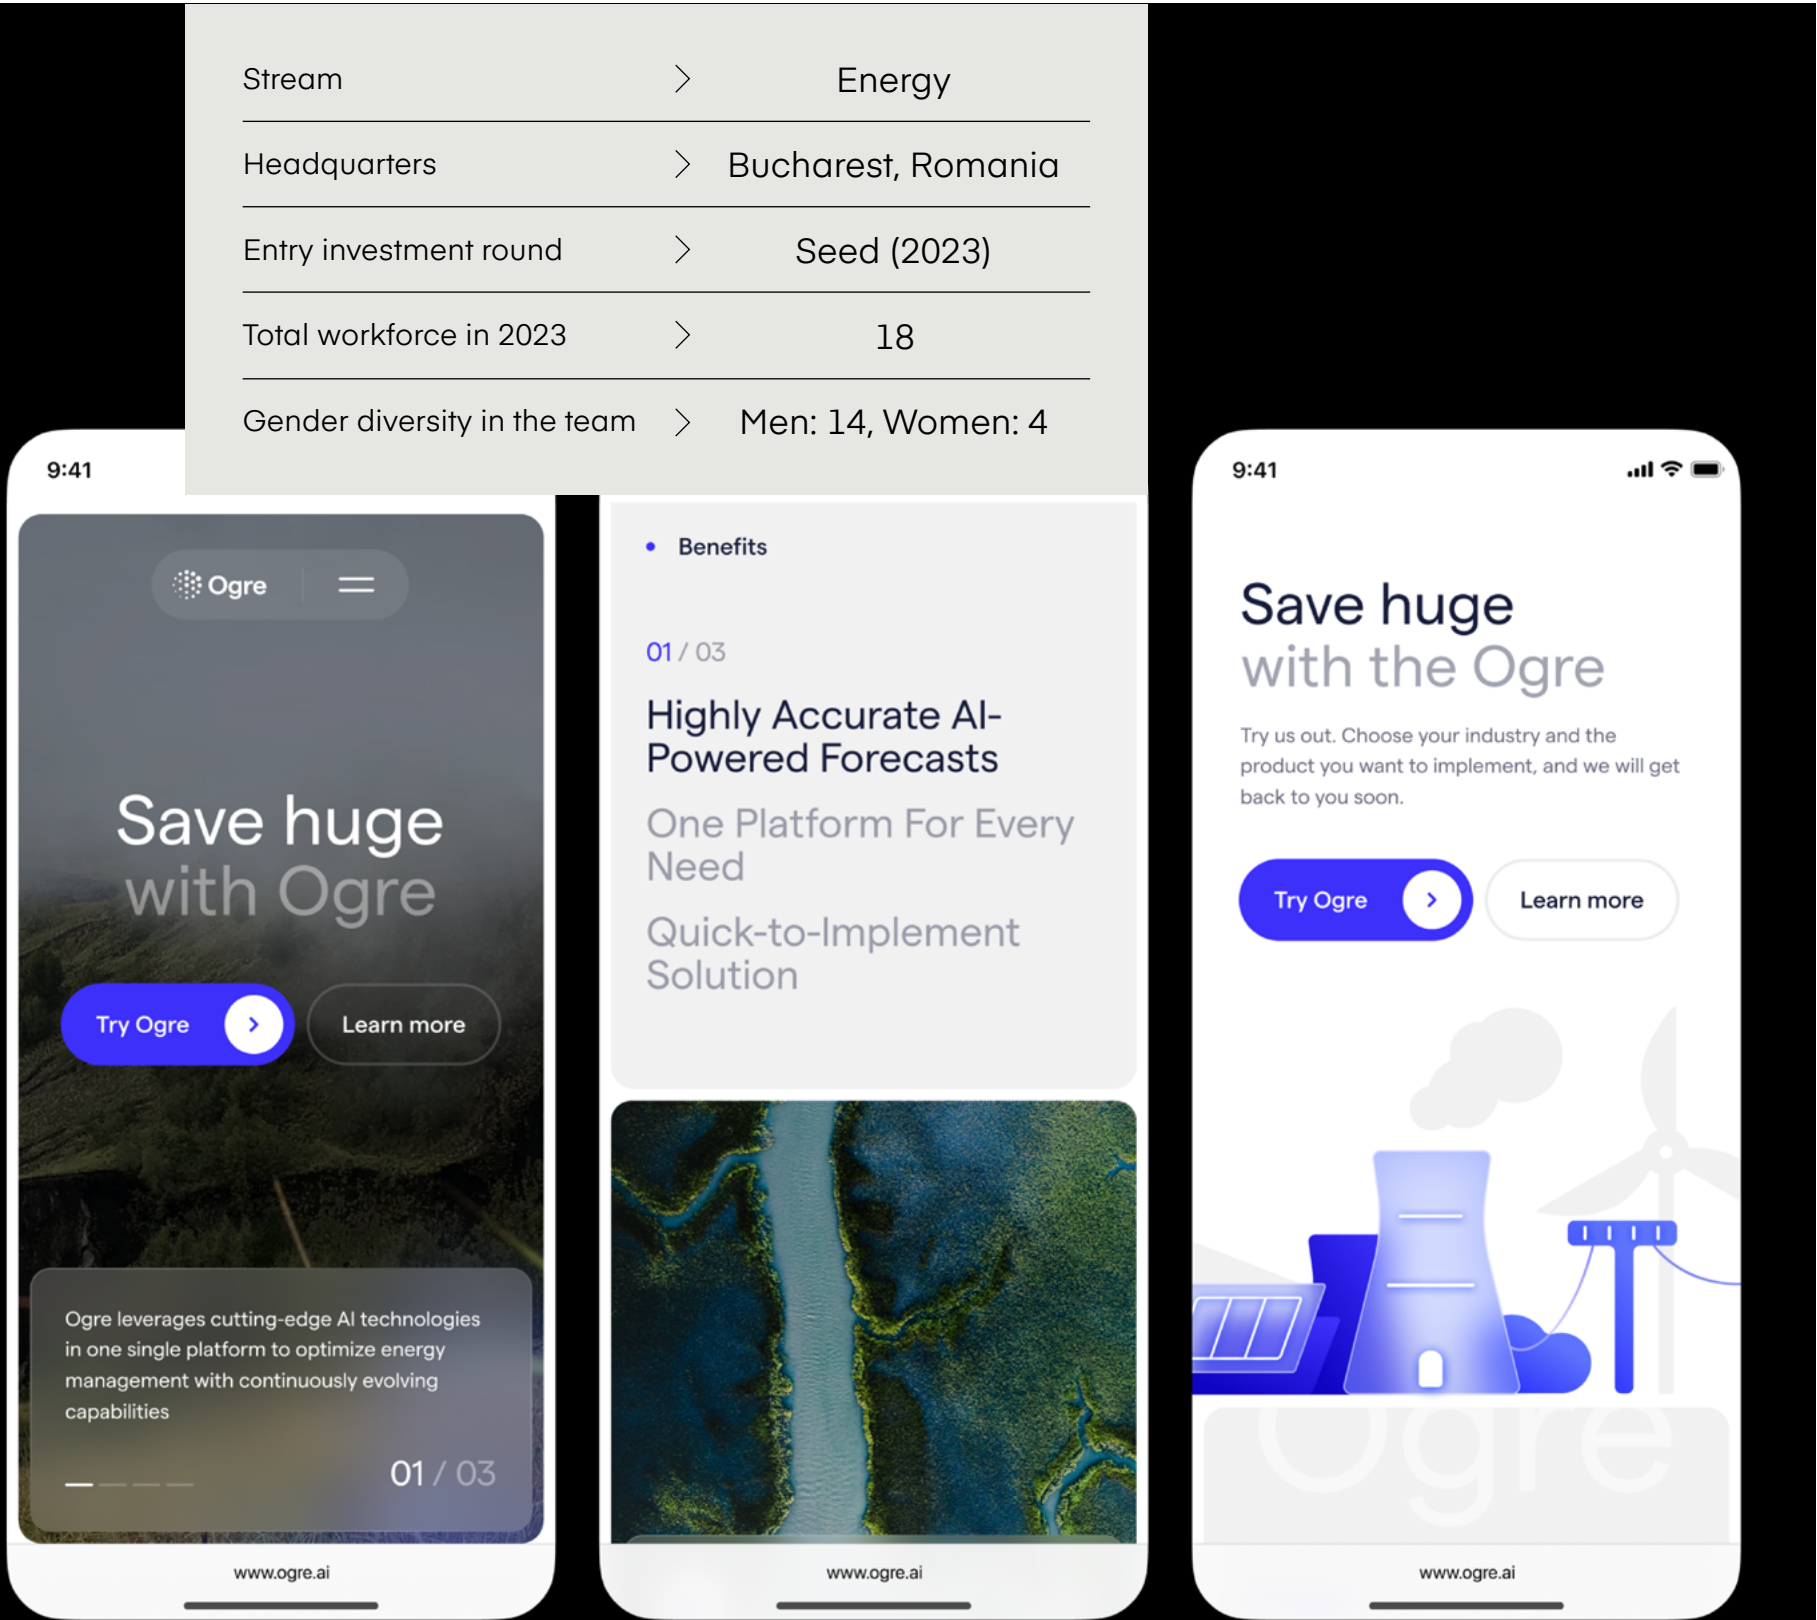 Stream > Energy
Headquarters > Bucharest, Romania
Entry investment round > Seed (2023)
Total workforce in 2023 > 18
Gender diversity in the team > Men: 14, Women: 4
9:41
Ogre
Save huge
with Ogre
Try Ogre >
Learn more
Ogre leverages cutting-edge AI technologies
in one single platform to optimize energy
management with continuously evolving
capabilities
01 / 03
www.ogre.ai
• Benefits
01 / 03
Highly Accurate AI-
Powered Forecasts
One Platform For Every
Need
Quick-to-Implement
Solution
www.ogre.ai
9:41
Save huge
with the Ogre
Try us out. Choose your industry and the
product you want to implement, and we will get
back to you soon.
Try Ogre >
Learn more
Ogre
www.ogre.ai